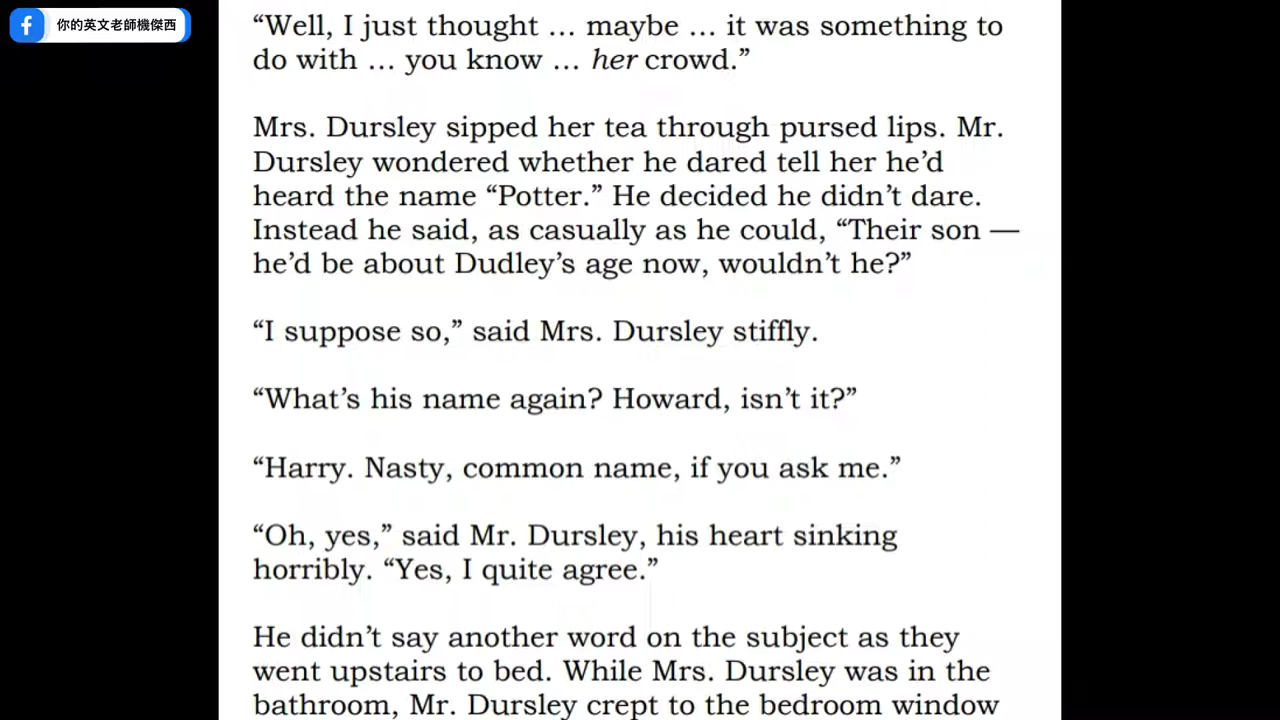 你的英文老師機傑西
“Well, I just thought … maybe … it was something to
do with … you know … her crowd.”
Mrs. Dursley sipped her tea through pursed lips. Mr.
Dursley wondered whether he dared tell her he’d
heard the name “Potter.” He decided he didn’t dare.
Instead he said, as casually as he could, “Their son —
he’d be about Dudley’s age now, wouldn’t he?”
“I suppose so,” said Mrs. Dursley stiffly.
“What’s his name again? Howard, isn’t it?”
“Harry. Nasty, common name, if you ask me.”
“Oh, yes,” said Mr. Dursley, his heart sinking
horribly. “Yes, I quite agree.”
He didn’t say another word on the subject as they
went upstairs to bed. While Mrs. Dursley was in the
bathroom, Mr. Dursley crept to the bedroom window